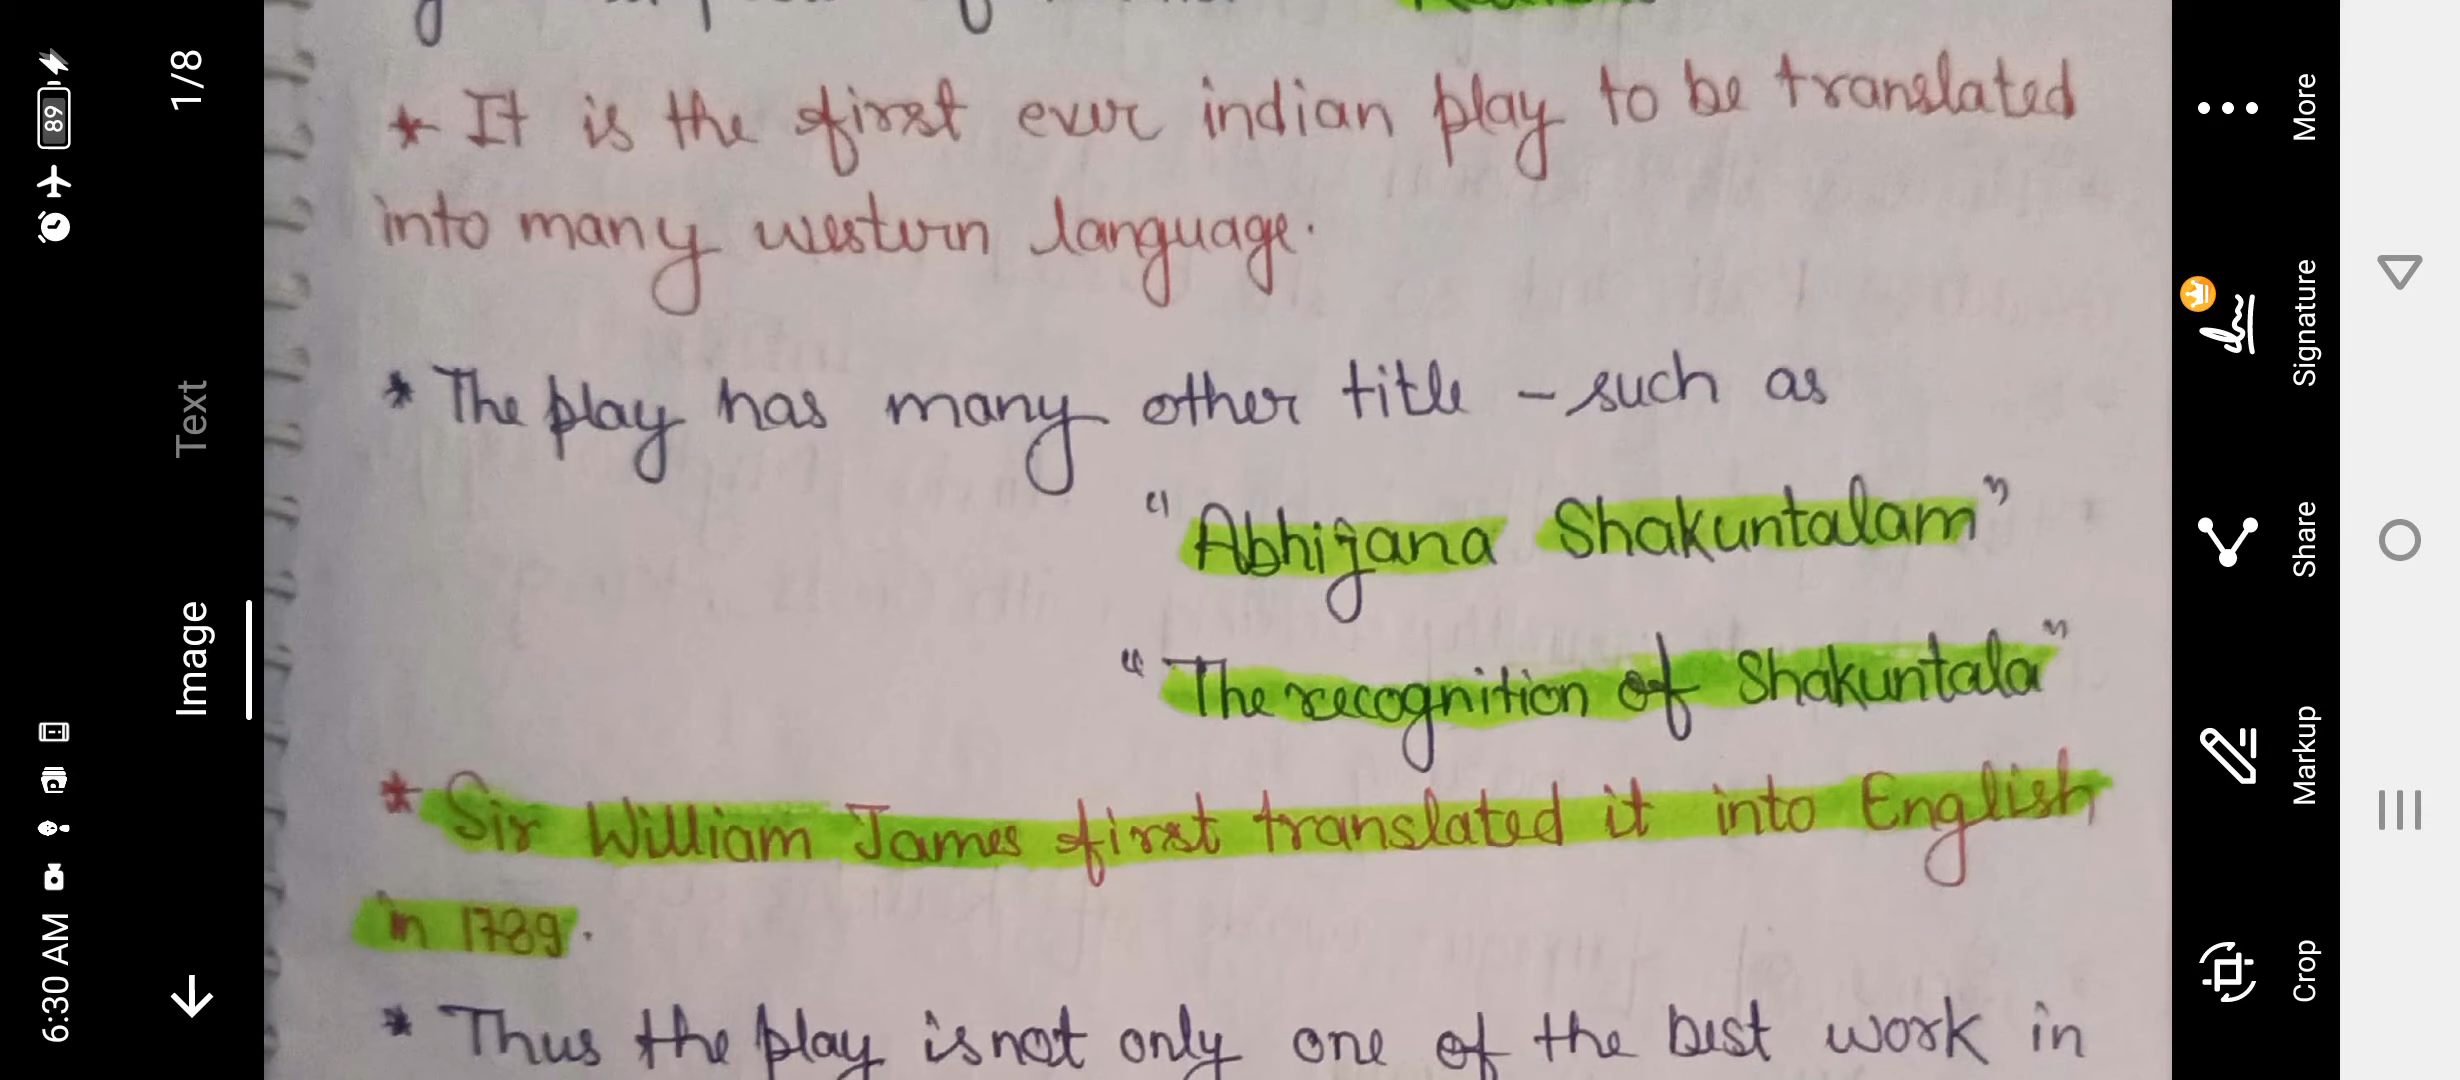 * It is the first ever indian play to be translated
into many western language.
* The play has many other title – such as
"Abhijana Shakuntalam"
"The recognition of Shakuntala"
* Sir William James first translated it into English
in 1789.
* Thus the play is not only one of the best work in
6:30 AM
89
1/8
Image
Text
Crop
Markup
Share
Signature
More